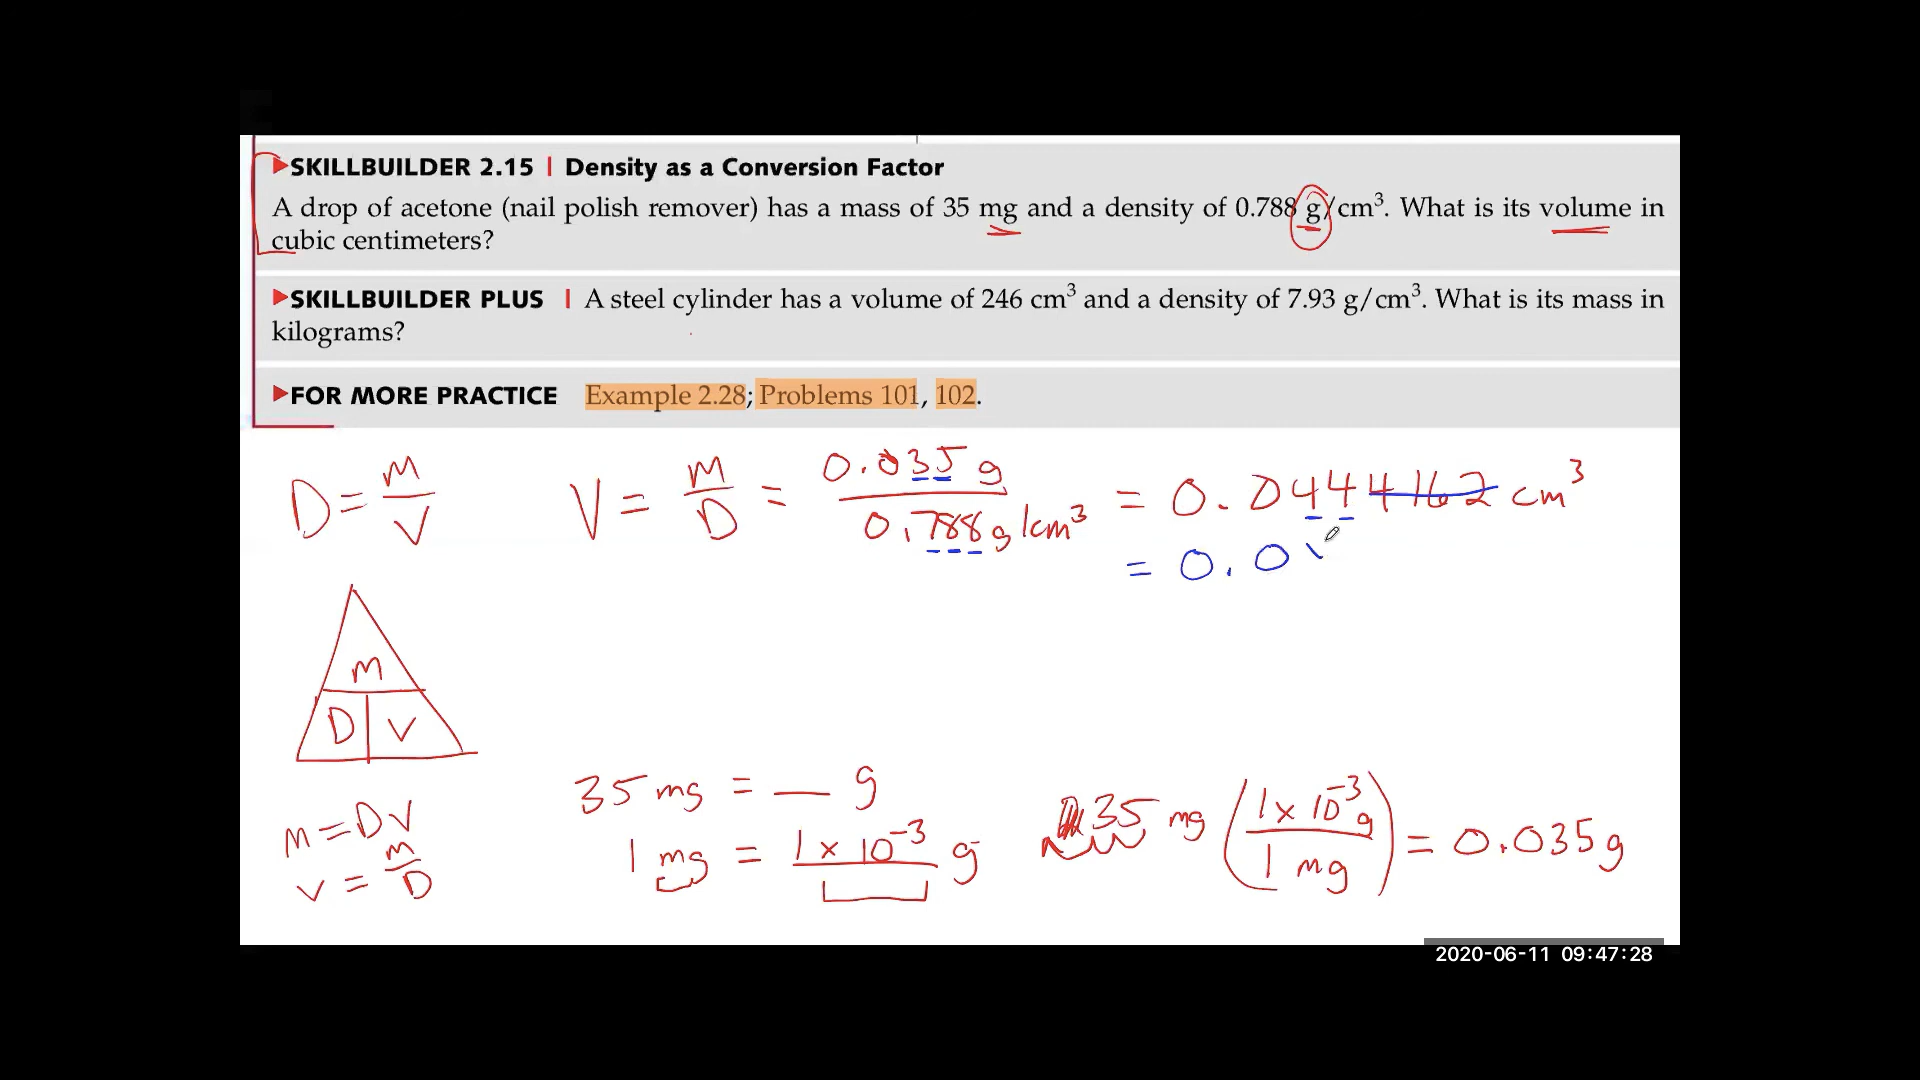 ▶SKILLBUILDER 2.15 | Density as a Conversion Factor
A drop of acetone (nail polish remover) has a mass of 35 mg and a density of 0.788 g/cm³. What is its volume in
cubic centimeters?
▶SKILLBUILDER PLUS | A steel cylinder has a volume of 246 cm³ and a density of 7.93 g/cm³. What is its mass in
kilograms?
▶FOR MORE PRACTICE Example 2.28; Problems 101, 102.
D = m/V V = m/D = 0.035 g / 0.788 g/cm³ = 0.0444162 cm³
= 0.0
m
D V
m = DV
v = m/D
35 mg = __ g
1 mg = 1 x 10⁻³ g
35 mg (1 x 10⁻³ g / 1 mg) = 0.035 g
2020-06-11 09:47:28